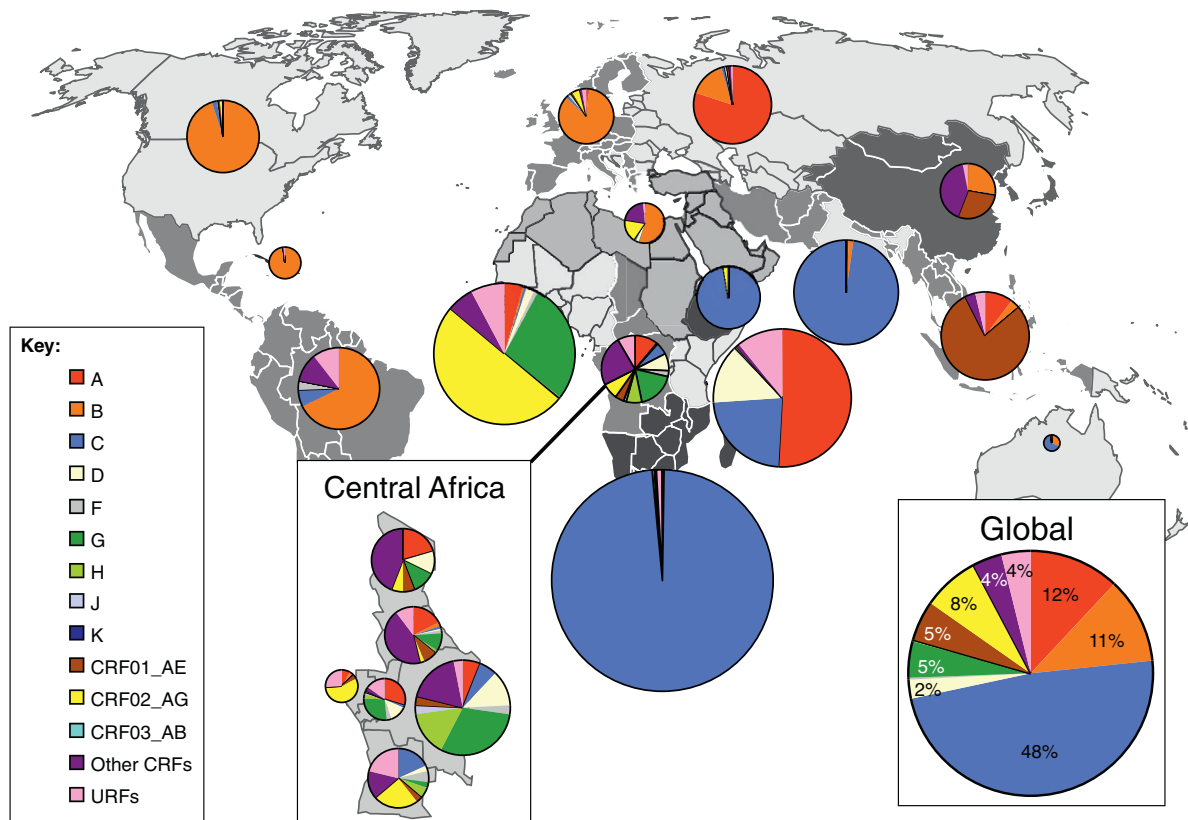 Key:
A
B
C
D
F
G
H
J
K
CRF01_AE
CRF02_AG
CRF03_AB
Other CRFs
URFs
Central Africa
Global
4%
4%
12%
8%
11%
5%
5%
2%
48%